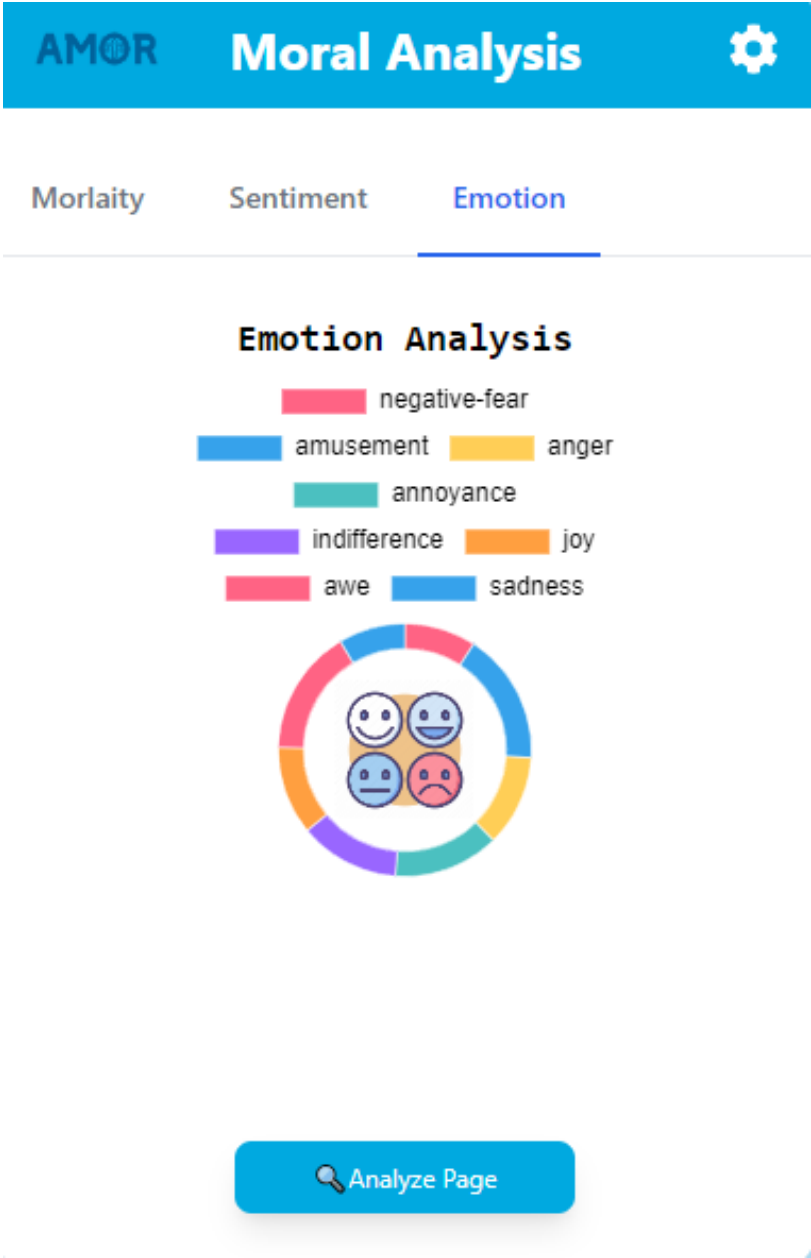 AMOR Moral Analysis
Morlaity Sentiment Emotion
Emotion Analysis
negative-fear
amusement anger
annoyance
indifference joy
awe sadness
Analyze Page